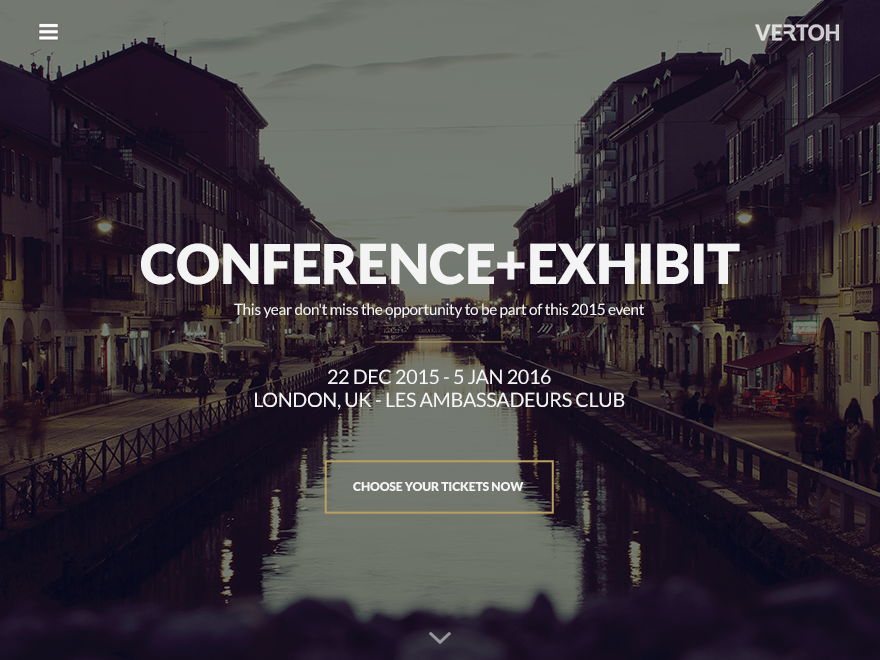 VERTOH
CONFERENCE+EXHIBIT
This year don't miss the opportunity to be part of this 2015 event
22 DEC 2015 - 5 JAN 2016
LONDON, UK - LES AMBASSADEURS CLUB
CHOOSE YOUR TICKETS NOW